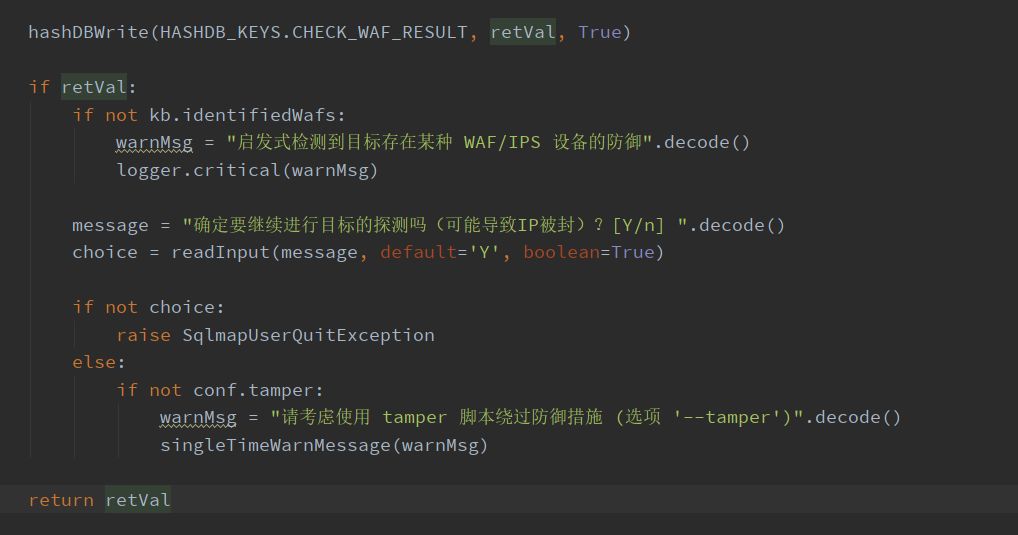 hashDBWrite(HASHDB_KEYS.CHECK_WAF_RESULT, retVal, True)
if retVal:
if not kb.identifiedWafs:
warnMsg = "启发式检测到目标存在某种 WAF/IPS 设备的防御".decode()
logger.critical(warnMsg)
message = "确定要继续进行目标的探测吗（可能导致IP被封）？[Y/n] ".decode()
choice = readInput(message, default='Y', boolean=True)
if not choice:
raise SqlmapUserQuitException
else:
if not conf.tamper:
warnMsg = "请考虑使用 tamper 脚本绕过防御措施 (选项 '--tamper')".decode()
singleTimeWarnMessage(warnMsg)
return retVal